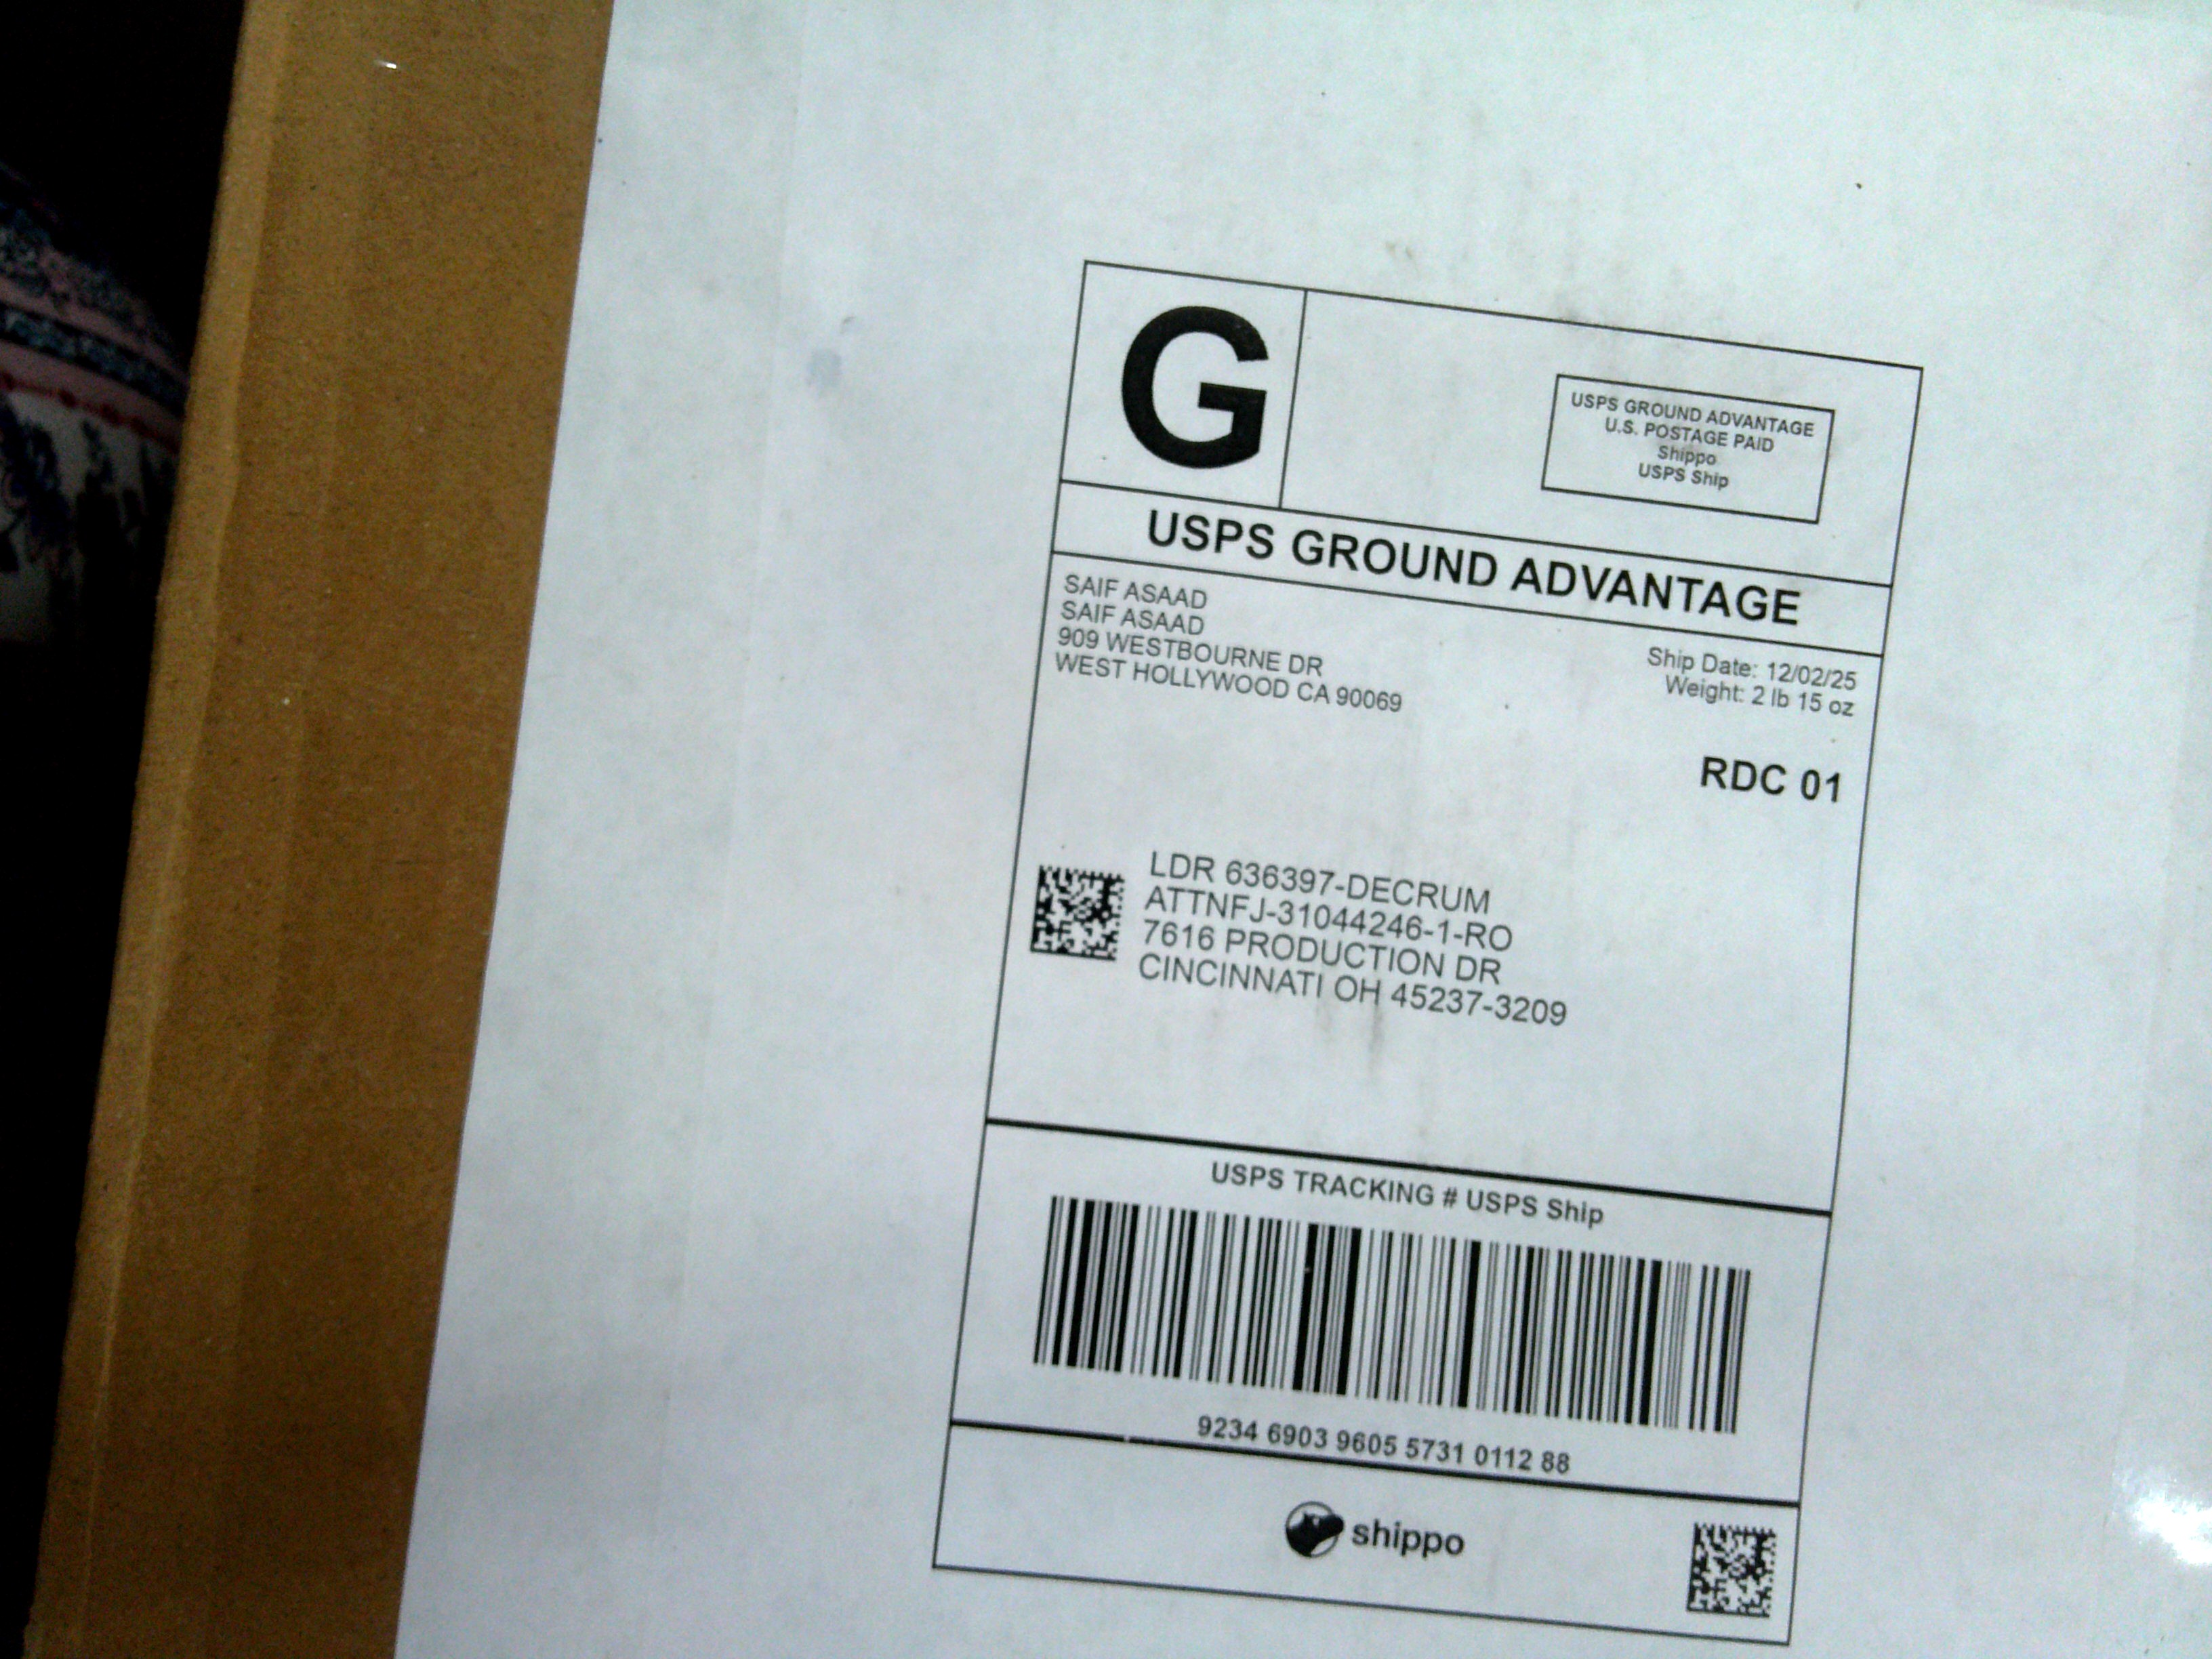 G
USPS GROUND ADVANTAGE
U.S. POSTAGE PAID
Shippo
USPS Ship
USPS GROUND ADVANTAGE
SAIF ASAAD
SAIF ASAAD
909 WESTBOURNE DR
WEST HOLLYWOOD CA 90069
Ship Date: 12/02/25
Weight: 2 lb 15 oz
RDC 01
LDR 636397-DECRUM
ATTNFJ-31044246-1-RO
7616 PRODUCTION DR
CINCINNATI OH 45237-3209
USPS TRACKING # USPS Ship
9234 6903 9605 5731 0112 88
shippo